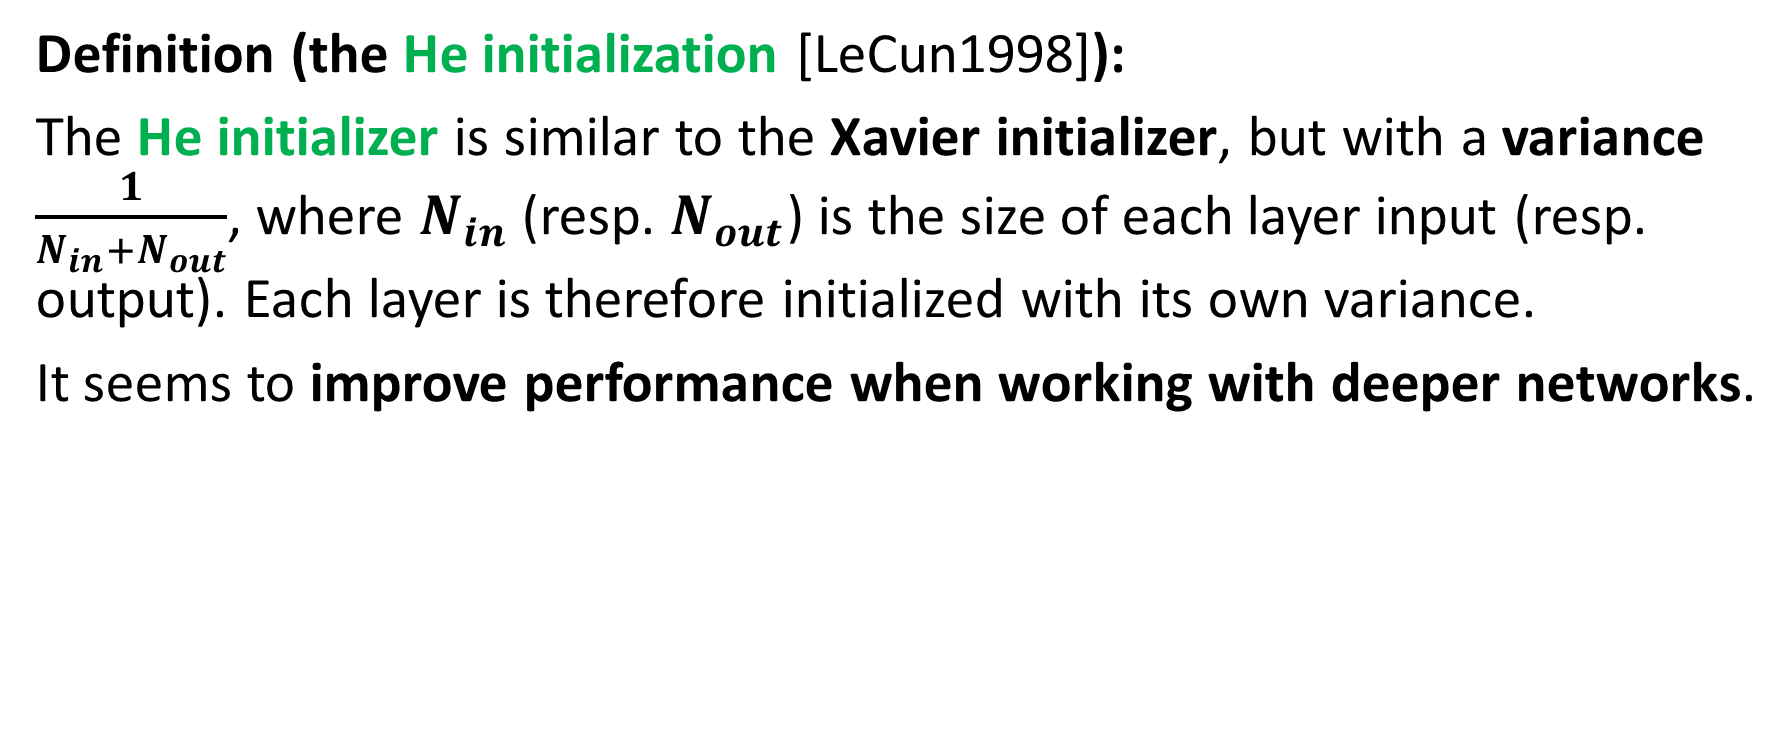 Definition (the He initialization [LeCun1998]):
The He initializer is similar to the Xavier initializer, but with a variance
1/(N_in+N_out), where N_in (resp. N_out) is the size of each layer input (resp.
output). Each layer is therefore initialized with its own variance.
It seems to improve performance when working with deeper networks.